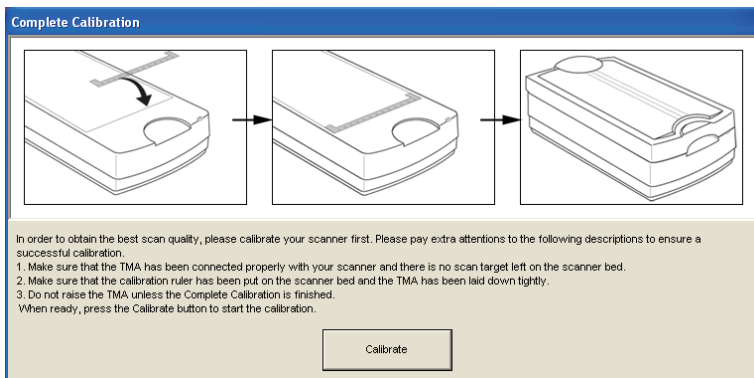 Complete Calibration
In order to obtain the best scan quality, please calibrate your scanner first. Please pay extra attentions to the following descriptions to ensure a
successful calibration.
1. Make sure that the TMA has been connected properly with your scanner and there is no scan target left on the scanner bed.
2. Make sure that the calibration ruler has been put on the scanner bed and the TMA has been laid down tightly.
3. Do not raise the TMA unless the Complete Calibration is finished.
When ready, press the Calibrate button to start the calibration.
Calibrate